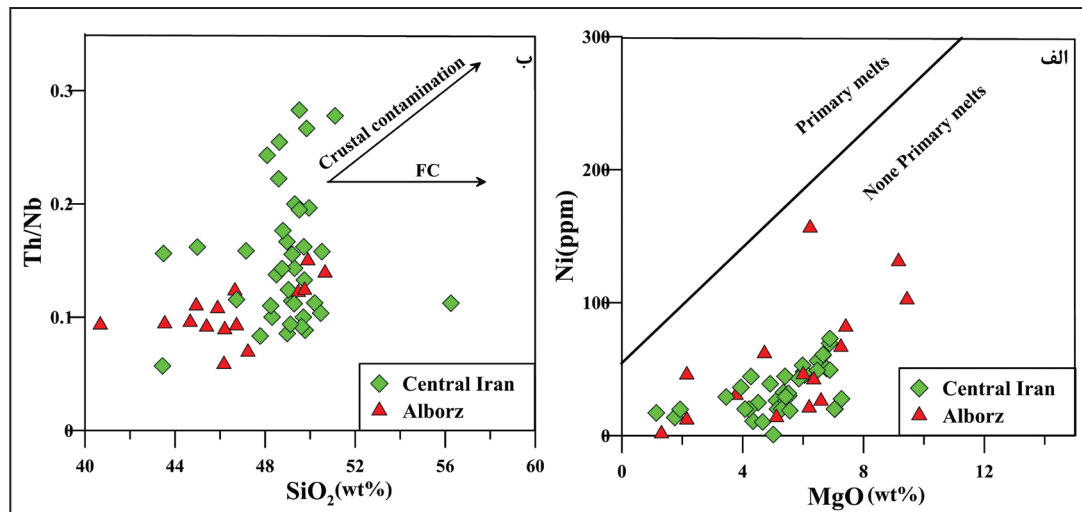 0.3
0.2
0.1
0
Th/Nb
40
44
48
52
56
60
SiO₂(wt%)
Crustal contamination
FC
ب
Central Iran
Alborz
300
200
100
0
Ni(ppm)
0
4
8
12
MgO (wt%)
Primary melts
None Primary melts
الف
Central Iran
Alborz